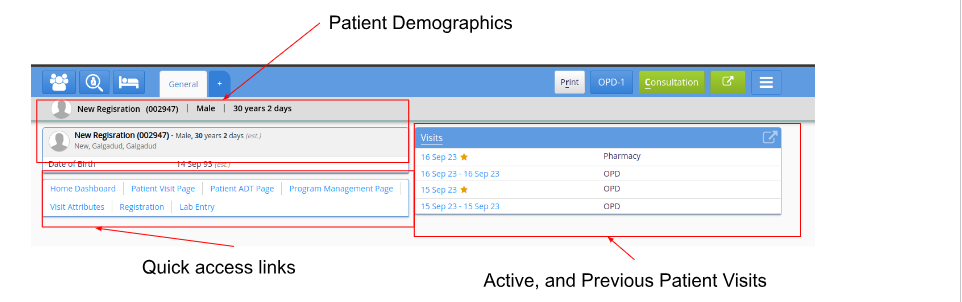 Patient Demographics
General
+
Print
OPD-1
Consultation
New Regisration (002947) | Male | 30 years 2 days
New Regisration (002947) - Male, 30 years 2 days (est.)
New, Galgadud, Galgadud
Date of Birth 14 Sep 93 (est.)
Home Dashboard | Patient Visit Page | Patient ADT Page | Program Management Page |
Visit Attributes | Registration | Lab Entry
Visits
16 Sep 23 ★ Pharmacy
16 Sep 23 - 16 Sep 23 OPD
15 Sep 23 ★ OPD
15 Sep 23 - 15 Sep 23 OPD
Quick access links
Active, and Previous Patient Visits